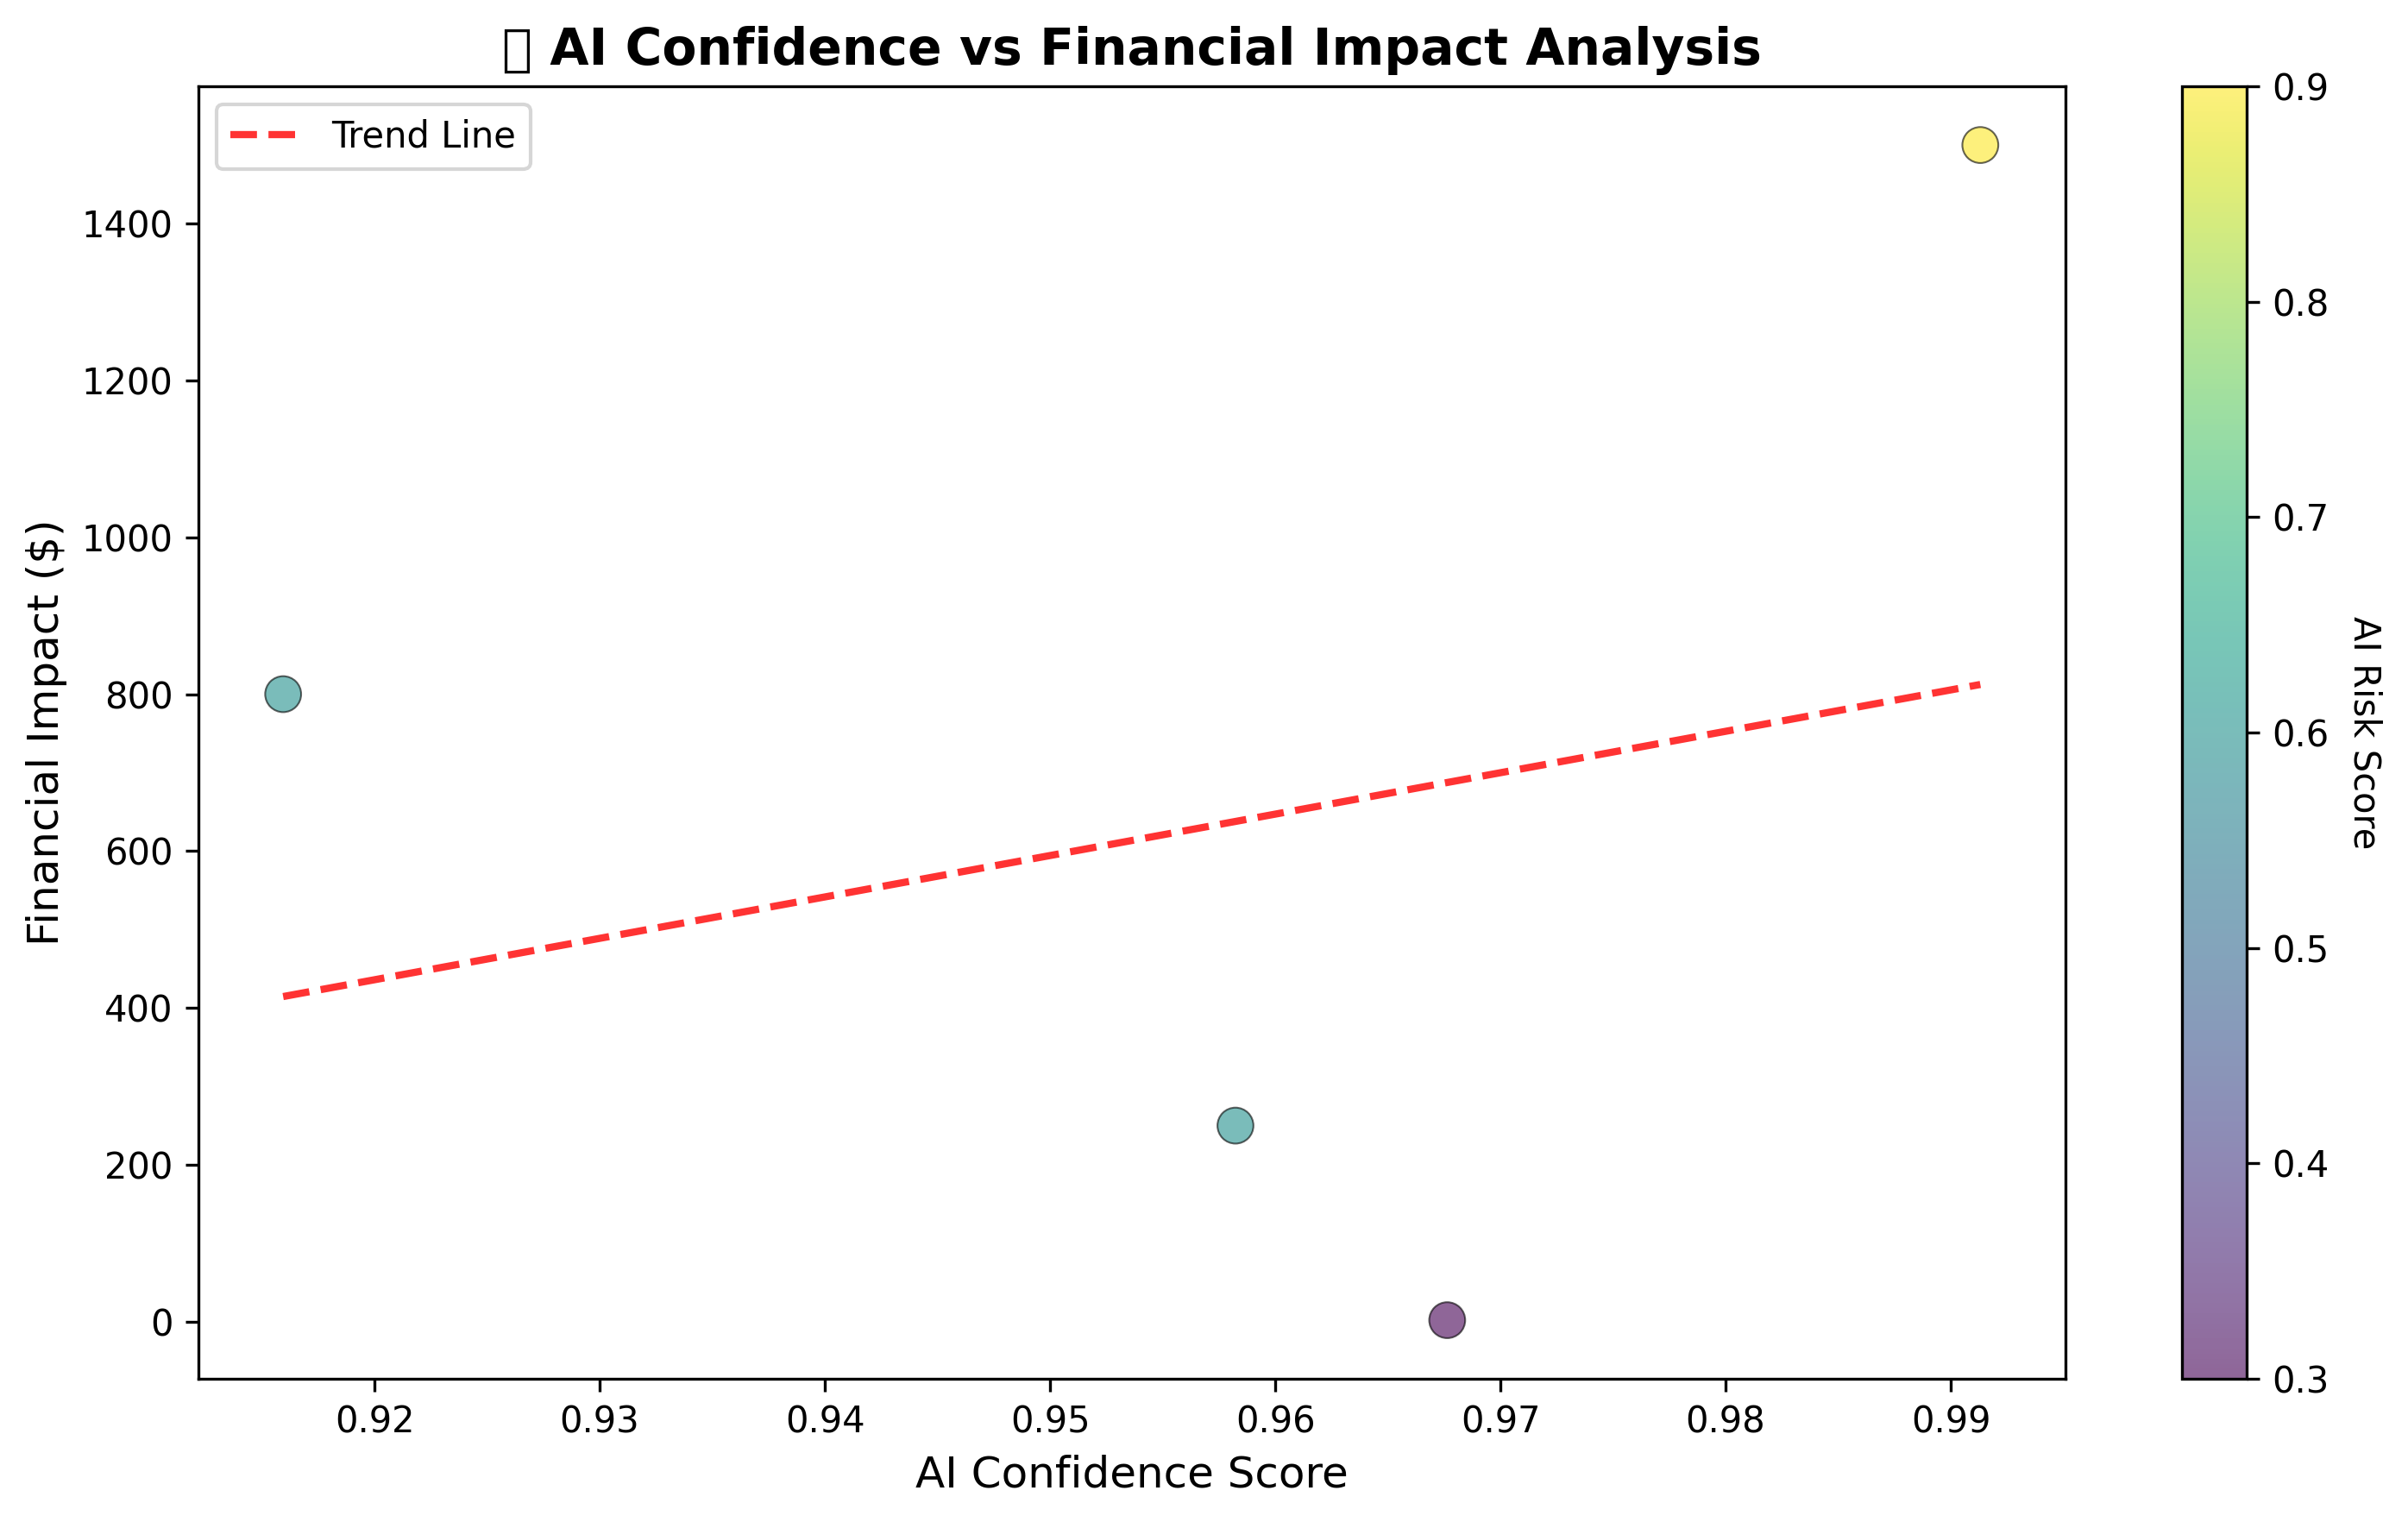 AI Confidence vs Financial Impact Analysis
Trend Line
Financial Impact ($)
1400
1200
1000
800
600
400
200
0
0.92 0.93 0.94 0.95 0.96 0.97 0.98 0.99
AI Confidence Score
0.9
0.8
0.7
0.6
0.5
0.4
0.3
AI Risk Score